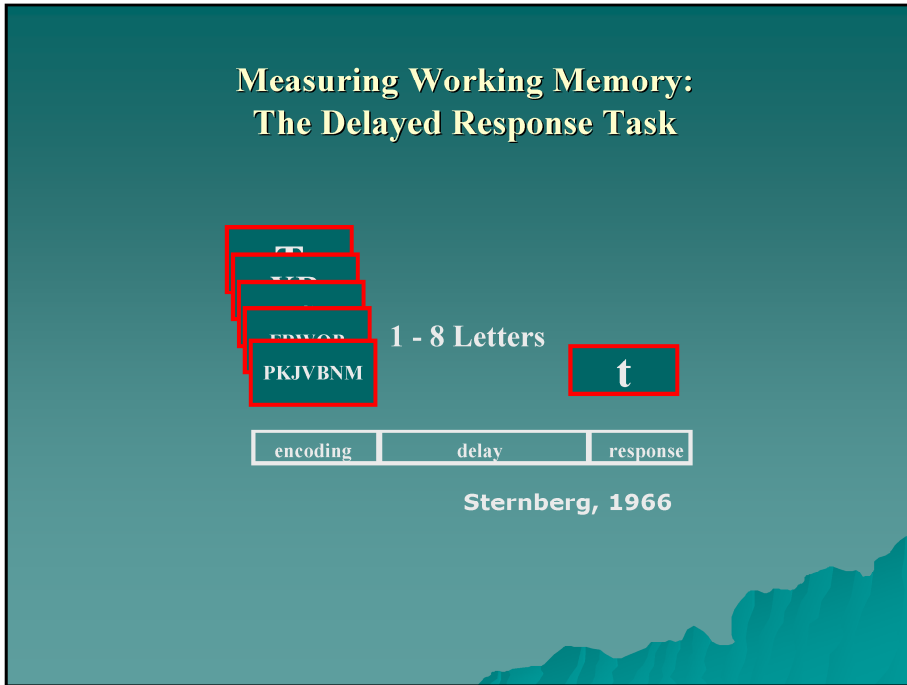 Measuring Working Memory:
The Delayed Response Task
T
1 - 8 Letters
PKJVBNM
t
encoding
delay
response
Sternberg, 1966